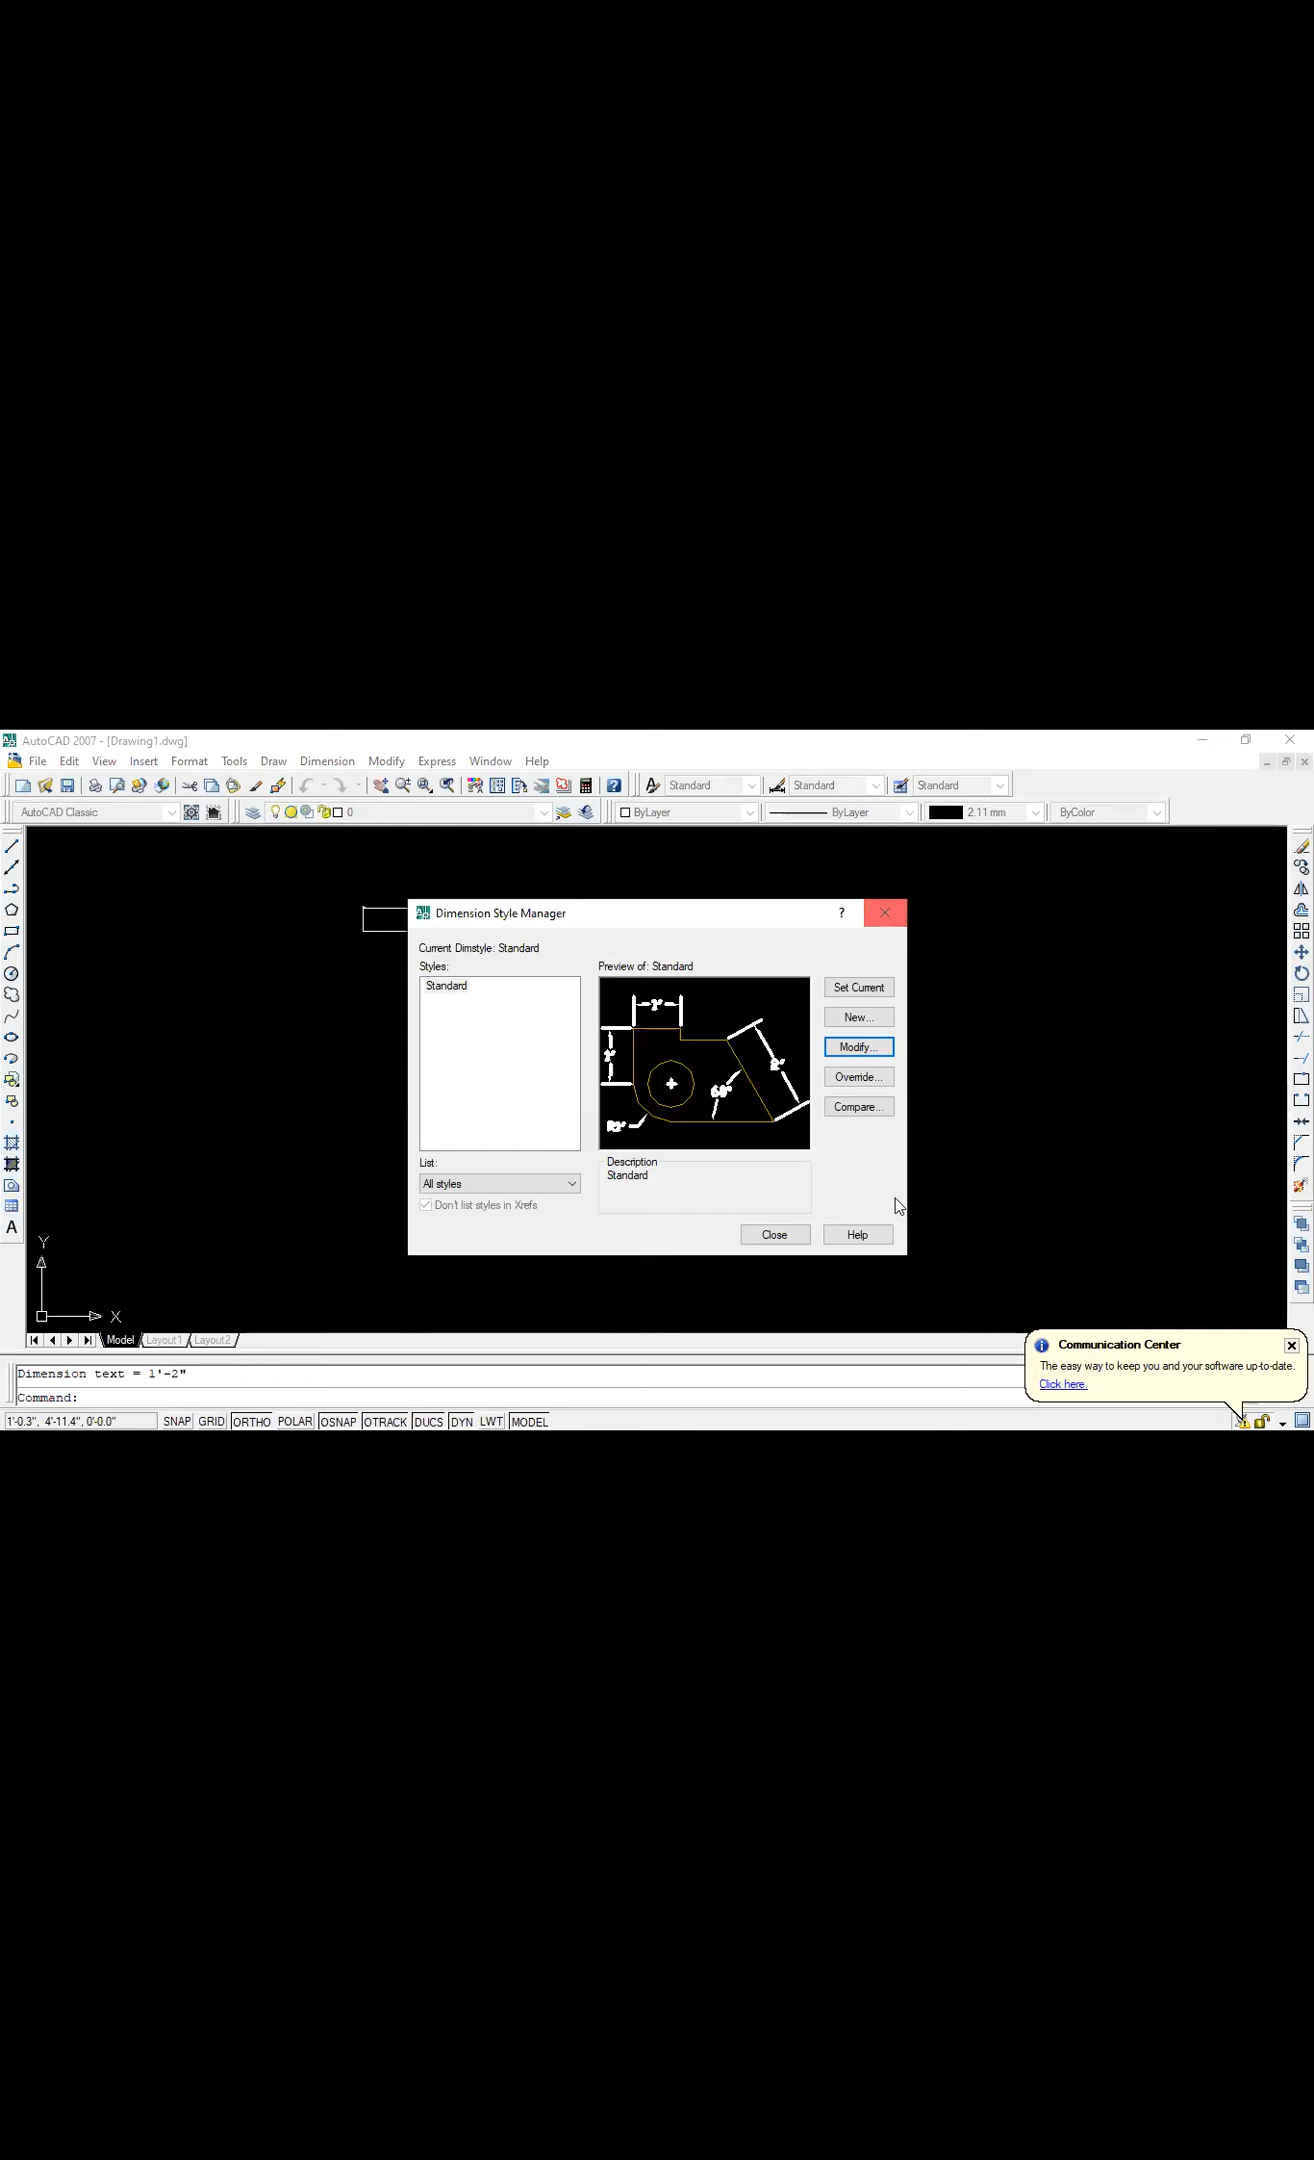 AutoCAD 2007 - [Drawing1.dwg]
File Edit View Insert Format Tools Draw Dimension Modify Express Window Help
Standard Standard Standard
AutoCAD Classic 0 ByLayer ByLayer 2.11 mm ByColor
Dimension Style Manager ?
Current Dimstyle: Standard
Styles: Preview of: Standard
Standard
Set Current
New...
Modify...
Override...
Compare...
60°
List:
All styles
Don't list styles in Xrefs
Description
Standard
Close Help
A
Y
X
Model Layout1 Layout2
Communication Center
The easy way to keep you and your software up-to-date.
Click here.
Dimension text = 1'-2"
Command:
1'-0.3", 4'-11.4", 0'-0.0" SNAP GRID ORTHO POLAR OSNAP OTRACK DUCS DYN LWT MODEL